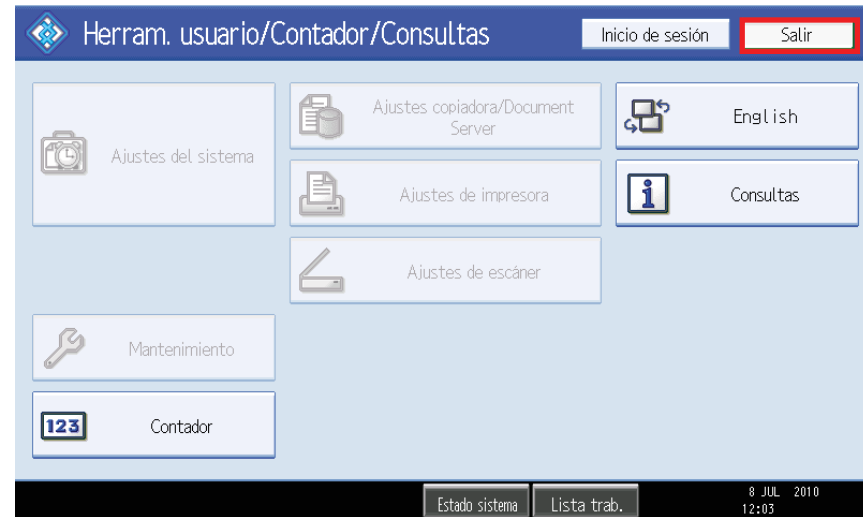 Herram. usuario/Contador/Consultas
Inicio de sesión
Salir
Ajustes del sistema
Ajustes copiadora/Document
Server
English
Ajustes de impresora
Consultas
Ajustes de escáner
Mantenimiento
123
Contador
Estado sistema
Lista trab.
8 JUL 2010
12:03